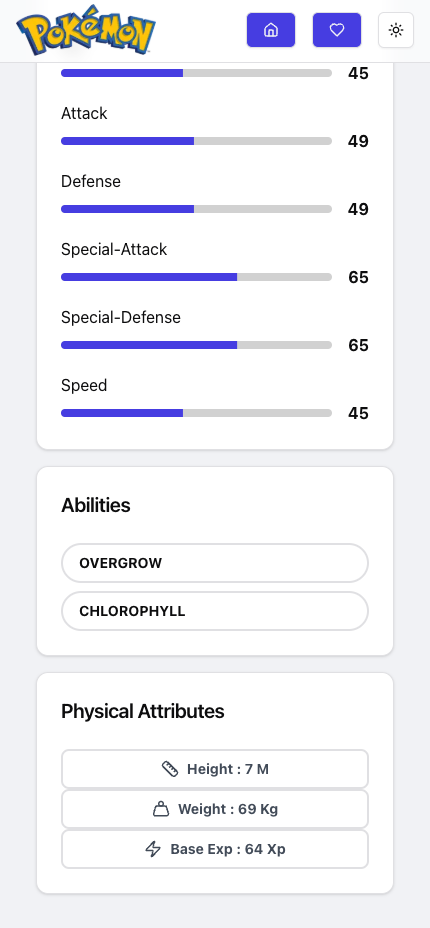 POKéMON
45
Attack
49
Defense
49
Special-Attack
65
Special-Defense
65
Speed
45
Abilities
OVERGROW
CHLOROPHYLL
Physical Attributes
Height : 7 M
Weight : 69 Kg
Base Exp : 64 Xp